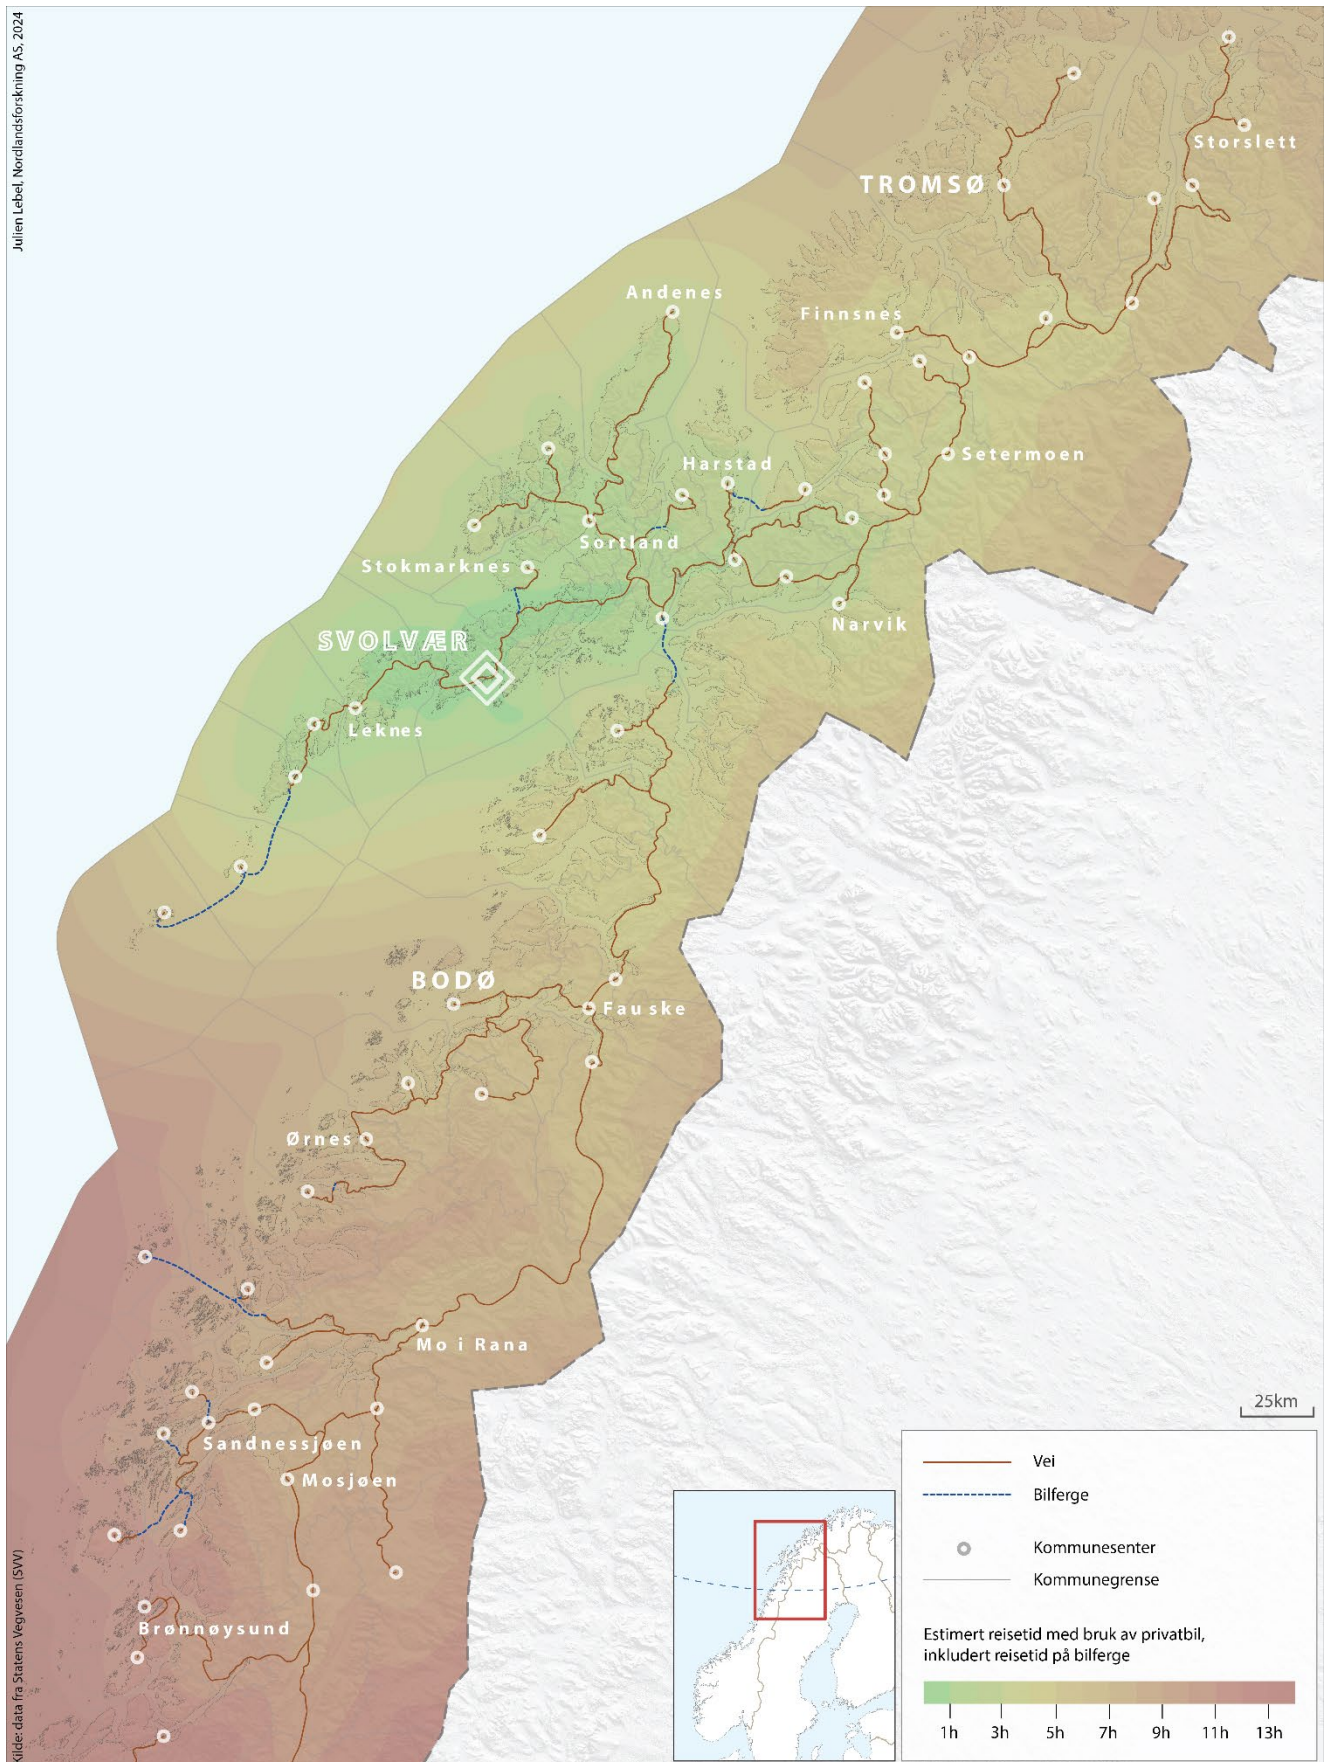 Julien Lebel, Nordlandsforskning AS, 2024
Storslett
TROMSØ
Andenes
Finnsnes
Harstad
Setermoen
Sortland
Stokmarknes
Narvik
SVOLVÆR
Leknes
BODØ
Fauske
Ørnes
Mo i Rana
25km
Sandnessjøen
Mosjøen
Brønnøysund
Vei
Bilferge
Kommunesenter
Kommunegrense
Estimert reisetid med bruk av privatbil,
inkludert reisetid på bilferge
1h 3h 5h 7h 9h 11h 13h
Kilde: data fra Statens Vegvesen (SVV)